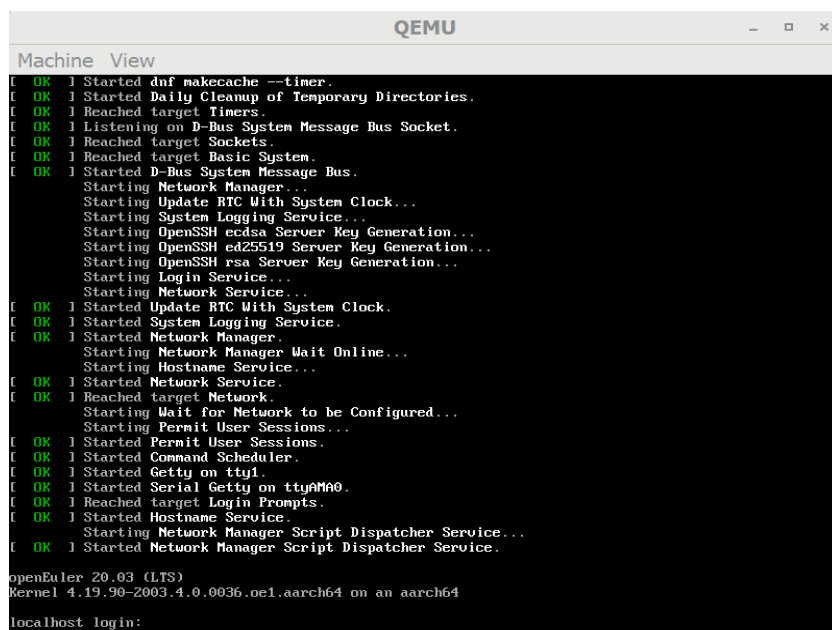 QEMU
Machine View
[ OK ] Started dnf makecache --timer.
[ OK ] Started Daily Cleanup of Temporary Directories.
[ OK ] Reached target Timers.
[ OK ] Listening on D-Bus System Message Bus Socket.
[ OK ] Reached target Sockets.
[ OK ] Reached target Basic System.
[ OK ] Started D-Bus System Message Bus.
Starting Network Manager...
Starting Update RTC With System Clock...
Starting System Logging Service...
Starting OpenSSH ecdsa Server Key Generation...
Starting OpenSSH ed25519 Server Key Generation...
Starting OpenSSH rsa Server Key Generation...
Starting Login Service...
Starting Network Service...
[ OK ] Started Update RTC With System Clock.
[ OK ] Started System Logging Service.
[ OK ] Started Network Manager.
Starting Network Manager Wait Online...
Starting Hostname Service...
[ OK ] Started Network Service.
[ OK ] Reached target Network.
Starting Wait for Network to be Configured...
Starting Permit User Sessions...
[ OK ] Started Permit User Sessions.
[ OK ] Started Command Scheduler.
[ OK ] Started Getty on tty1.
[ OK ] Started Serial Getty on ttyAMA0.
[ OK ] Reached target Login Prompts.
[ OK ] Started Hostname Service.
Starting Network Manager Script Dispatcher Service...
[ OK ] Started Network Manager Script Dispatcher Service.
openEuler 20.03 (LTS)
Kernel 4.19.90-2003.4.0.0036.oe1.aarch64 on an aarch64
localhost login: